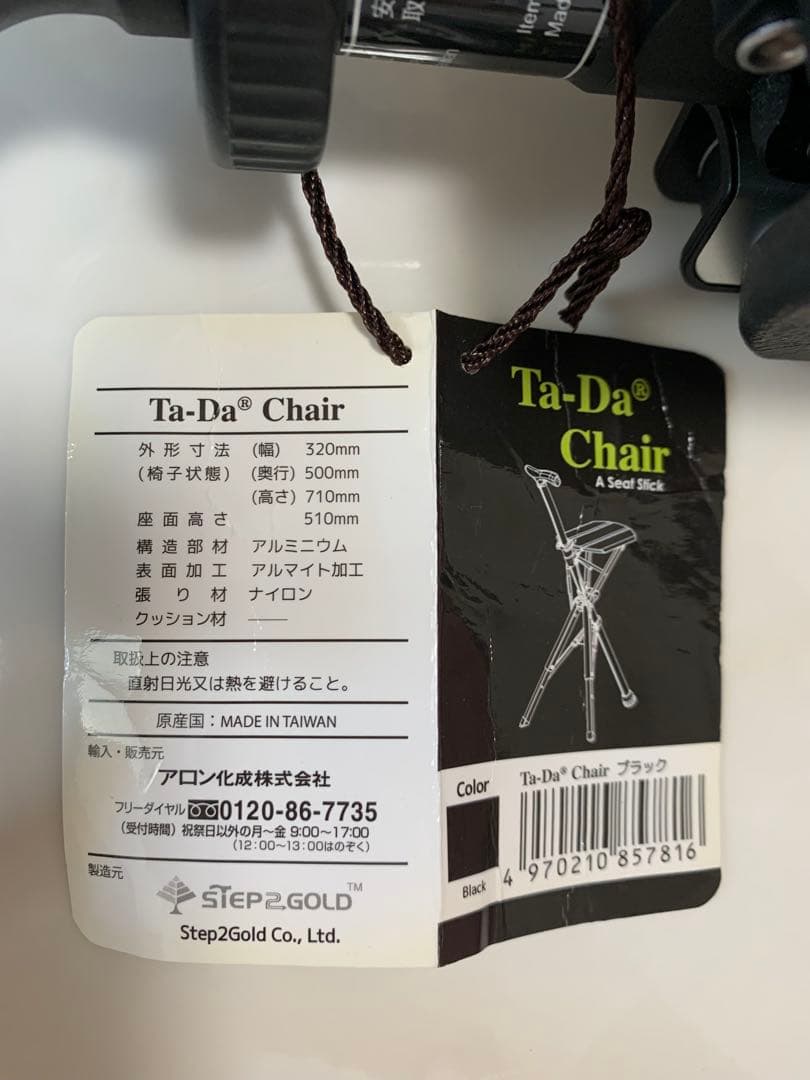 安
取
Item
Mad
Ta-Da® Chair
外形寸法 (幅) 320mm
(椅子状態) (奥行) 500mm
(高さ) 710mm
座面高さ 510mm
構造部材 アルミニウム
表面加工 アルマイト加工
張り材 ナイロン
クッション材 ——
取扱上の注意
直射日光又は熱を避けること。
原産国：MADE IN TAIWAN
輸入・販売元
アロン化成株式会社
フリーダイヤル 0120-86-7735
(受付時間) 祝祭日以外の月～金 9:00～17:00
(12:00～13:00はのぞく)
製造元
STEP2GOLD™
Step2Gold Co., Ltd.
Ta-Da®
Chair
A Seat Stick
Color
Black
Ta-Da® Chair ブラック
4 970210 857816